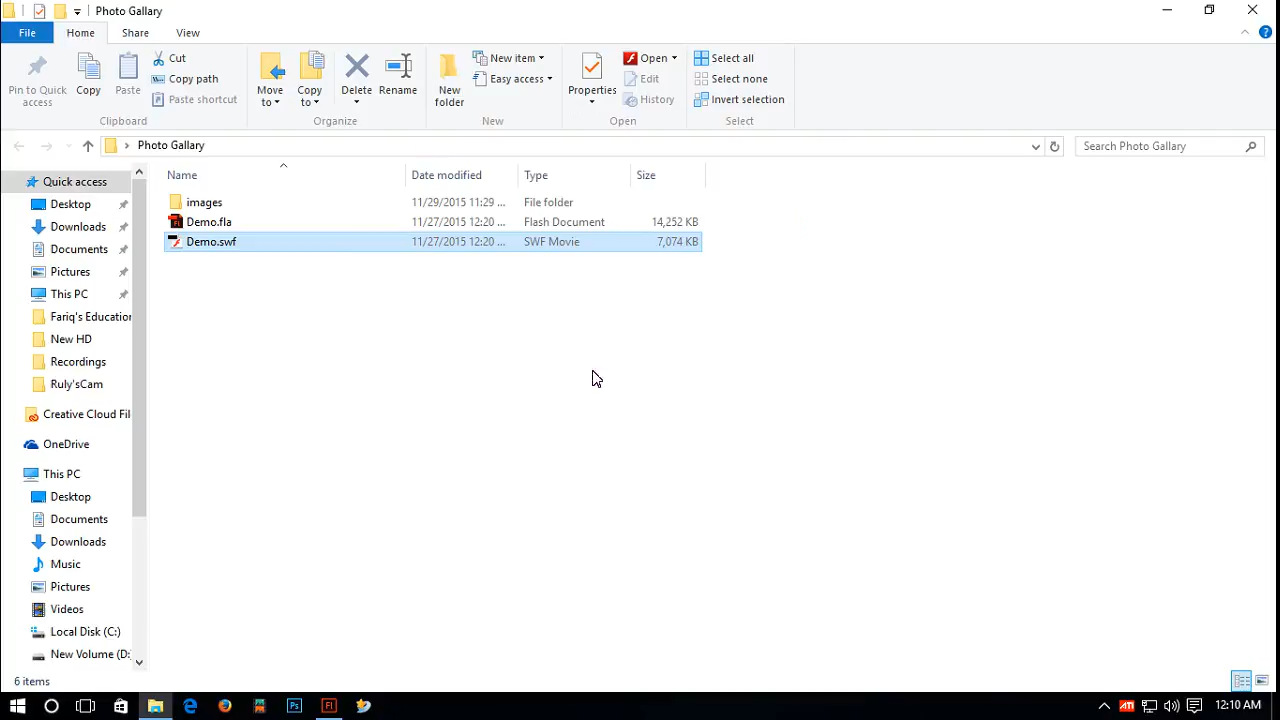 Photo Gallary
File Home Share View
Pin to Quick access
Copy
Paste
Cut
Copy path
Paste shortcut
Clipboard
Move to
Copy to
Delete
Rename
Organize
New folder
New item
Easy access
New
Properties
Open
Edit
History
Open
Select all
Select none
Invert selection
Select
Photo Gallary
Search Photo Gallary
Name Date modified Type Size
images 11/29/2015 11:29 ... File folder
Demo.fla 11/27/2015 12:20 ... Flash Document 14,252 KB
Demo.swf 11/27/2015 12:20 ... SWF Movie 7,074 KB
Quick access
Desktop
Downloads
Documents
Pictures
This PC
Fariq's Education
New HD
Recordings
Ruly'sCam
Creative Cloud Fil
OneDrive
This PC
Desktop
Documents
Downloads
Music
Pictures
Videos
Local Disk (C:)
New Volume (D:
6 items
Ps
Fl
ATI
12:10 AM